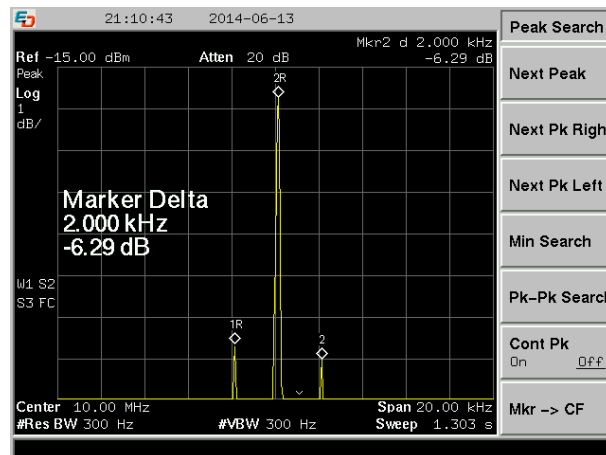 21:10:43 2014-06-13
Mkr2 d 2.000 kHz
Ref -15.00 dBm Atten 20 dB -6.29 dB
Peak
Log
1
dB/
2R
Marker Delta
2.000 kHz
-6.29 dB
W1 S2
S3 FC
1R
2
Center 10.00 MHz Span 20.00 kHz
#Res BW 300 Hz #VBW 300 Hz Sweep 1.303 s
Peak Search
Next Peak
Next Pk Righ
Next Pk Left
Min Search
Pk-Pk Search
Cont Pk
On Off
Mkr -> CF